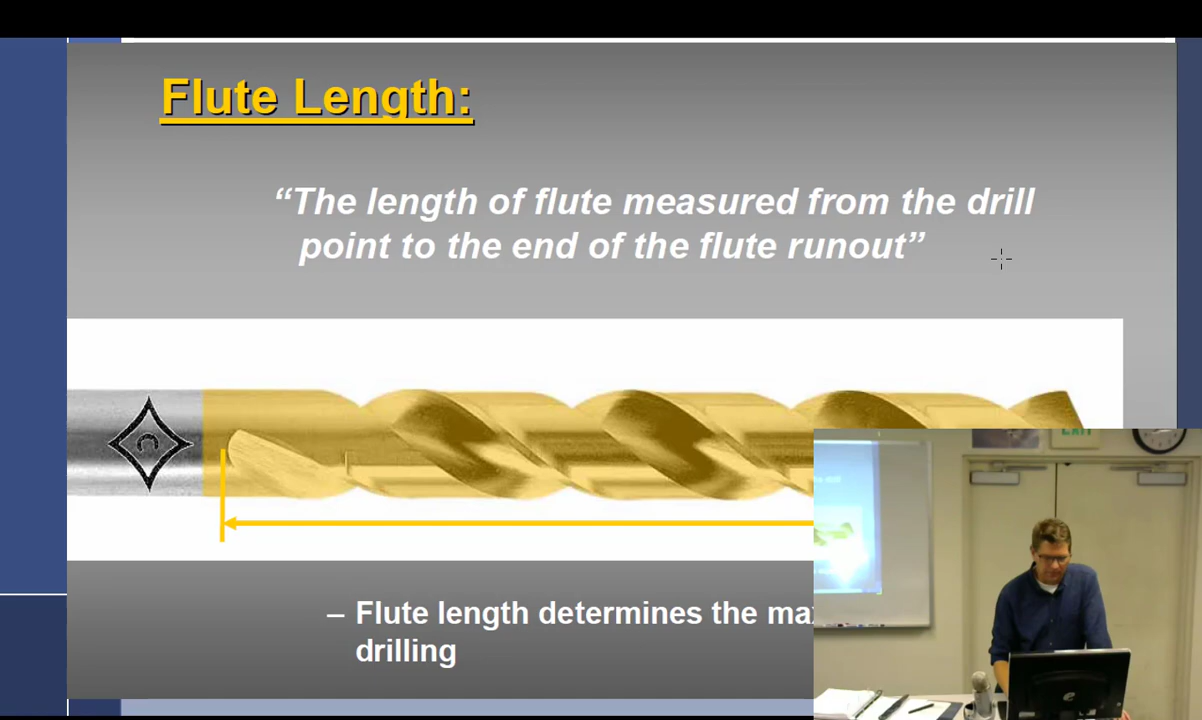 Flute Length:
“The length of flute measured from the drill
point to the end of the flute runout”
– Flute length determines the
drilling
EXIT